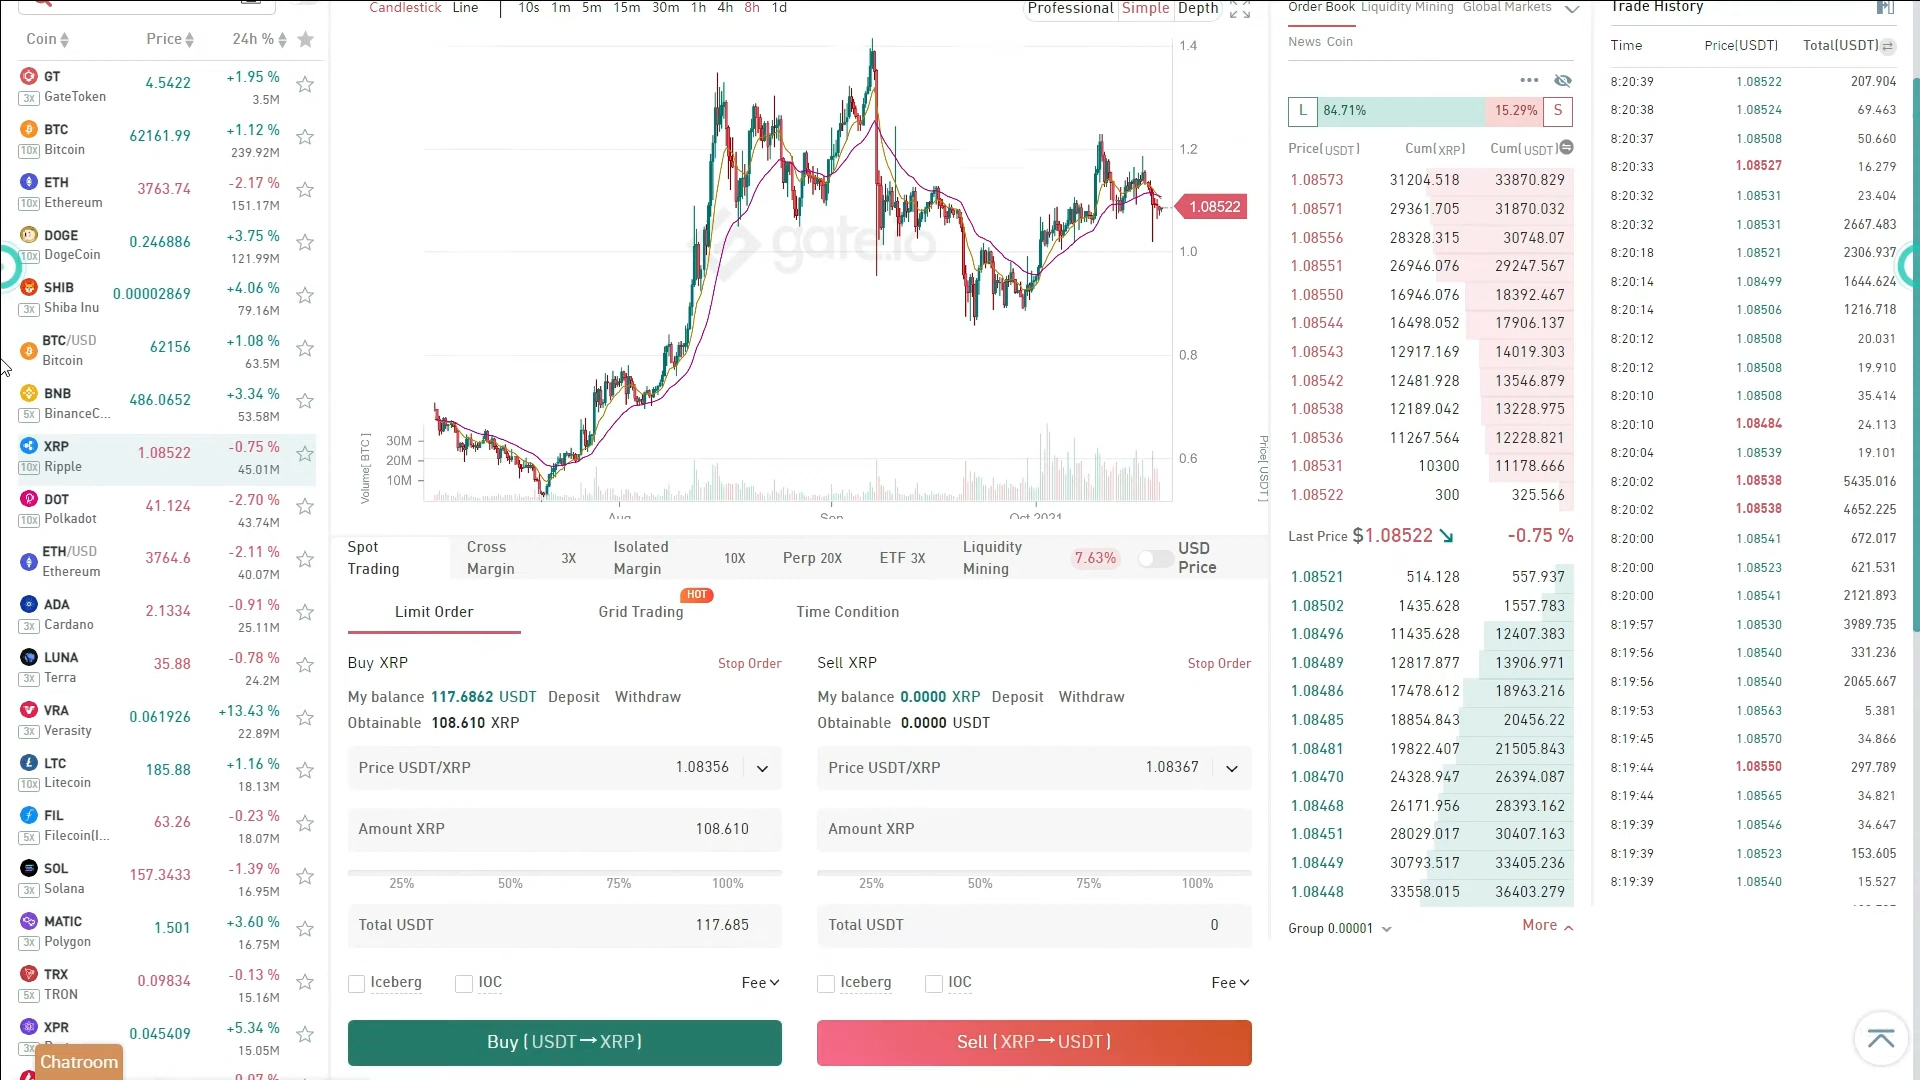 Coin Price 24h %
GT 4.5422 +1.95 %
3x GateToken 3.5M
BTC 62161.99 +1.12 %
10x Bitcoin 239.92M
ETH 3763.74 -2.17 %
10x Ethereum 151.17M
DOGE 0.246886 +3.75 %
10x DogeCoin 121.99M
SHIB 0.00002869 +4.06 %
3x Shiba Inu 79.16M
BTC/USD 62156 +1.08 %
Bitcoin 63.5M
BNB 486.0652 +3.34 %
5x BinanceC... 53.58M
XRP 1.08522 -0.75 %
10x Ripple 45.01M
DOT 41.124 -2.70 %
10x Polkadot 43.74M
ETH/USD 3764.6 -2.11 %
Ethereum 40.07M
ADA 2.1334 -0.91 %
3x Cardano 25.11M
LUNA 35.88 -0.78 %
3x Terra 24.2M
VRA 0.061926 +13.43 %
3x Verasity 22.89M
LTC 185.88 +1.16 %
10x Litecoin 18.13M
FIL 63.26 -0.23 %
5x Filecoin(I... 18.07M
SOL 157.3433 -1.39 %
3x Solana 16.95M
MATIC 1.501 +3.60 %
3x Polygon 16.75M
TRX 0.09834 -0.13 %
5x TRON 15.16M
XPR 0.045409 +5.34 %
3x 15.05M
Chatroom
Candlestick Line 10s 1m 5m 15m 30m 1h 4h 8h 1d
Professional Simple Depth
1.4
1.2
1.08522
1.0
0.8
0.6
gate.io
30M
20M
10M
Volume[ BTC ]
Price[ USDT ]
Aug Sep Oct 2021
Spot Trading Cross Margin 3X Isolated Margin 10X Perp 20X ETF 3X Liquidity Mining 7.63% USD Price
Limit Order Grid Trading HOT Time Condition
Buy XRP Stop Order
My balance 117.6862 USDT Deposit Withdraw
Obtainable 108.610 XRP
Price USDT/XRP 1.08356
Amount XRP 108.610
25% 50% 75% 100%
Total USDT 117.685
Iceberg IOC Fee
Buy ( USDT→XRP )
Sell XRP Stop Order
My balance 0.0000 XRP Deposit Withdraw
Obtainable 0.0000 USDT
Price USDT/XRP 1.08367
Amount XRP
25% 50% 75% 100%
Total USDT 0
Iceberg IOC Fee
Sell ( XRP→USDT )
Order Book Liquidity Mining Global Markets
News Coin
L 84.71% 15.29% S
Price(USDT) Cum(XRP) Cum(USDT)
1.08573 31204.518 33870.829
1.08571 29361.705 31870.032
1.08556 28328.315 30748.07
1.08551 26946.076 29247.567
1.08550 16946.076 18392.467
1.08544 16498.052 17906.137
1.08543 12917.169 14019.303
1.08542 12481.928 13546.879
1.08538 12189.042 13228.975
1.08536 11267.564 12228.821
1.08531 10300 11178.666
1.08522 300 325.566
Last Price $1.08522 -0.75 %
1.08521 514.128 557.937
1.08502 1435.628 1557.783
1.08496 11435.628 12407.383
1.08489 12817.877 13906.971
1.08486 17478.612 18963.216
1.08485 18854.843 20456.22
1.08481 19822.407 21505.843
1.08470 24328.947 26394.087
1.08468 26171.956 28393.162
1.08451 28029.017 30407.163
1.08449 30793.517 33405.236
1.08448 33558.015 36403.279
Group 0.00001 More
Trade History
Time Price(USDT) Total(USDT)
8:20:39 1.08522 207.904
8:20:38 1.08524 69.463
8:20:37 1.08508 50.660
8:20:33 1.08527 16.279
8:20:32 1.08531 23.404
8:20:32 1.08531 2667.483
8:20:18 1.08521 2306.937
8:20:14 1.08499 1644.624
8:20:14 1.08506 1216.718
8:20:12 1.08508 20.031
8:20:12 1.08508 19.910
8:20:10 1.08508 35.414
8:20:10 1.08484 24.113
8:20:04 1.08539 19.101
8:20:02 1.08538 5435.016
8:20:02 1.08538 4652.225
8:20:00 1.08541 672.017
8:20:00 1.08523 621.531
8:20:00 1.08541 2121.893
8:19:57 1.08530 3989.735
8:19:56 1.08540 331.236
8:19:56 1.08540 2065.667
8:19:53 1.08563 5.381
8:19:45 1.08570 34.866
8:19:44 1.08550 297.789
8:19:44 1.08565 34.821
8:19:39 1.08546 34.647
8:19:39 1.08523 153.605
8:19:39 1.08540 15.527